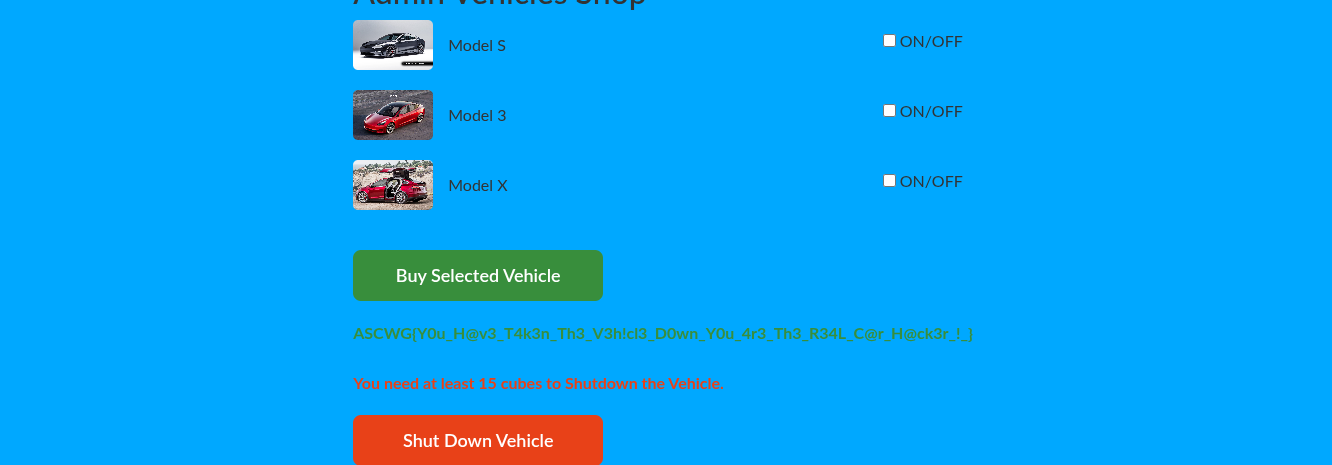 Admin Vehicles Shop
Model S
ON/OFF
Model 3
ON/OFF
Model X
ON/OFF
Buy Selected Vehicle
ASCWG{Y0u_H@v3_T4k3n_Th3_V3h!cl3_D0wn_Y0u_4r3_Th3_R34L_C@r_H@ck3r_!_}
You need at least 15 cubes to Shutdown the Vehicle.
Shut Down Vehicle